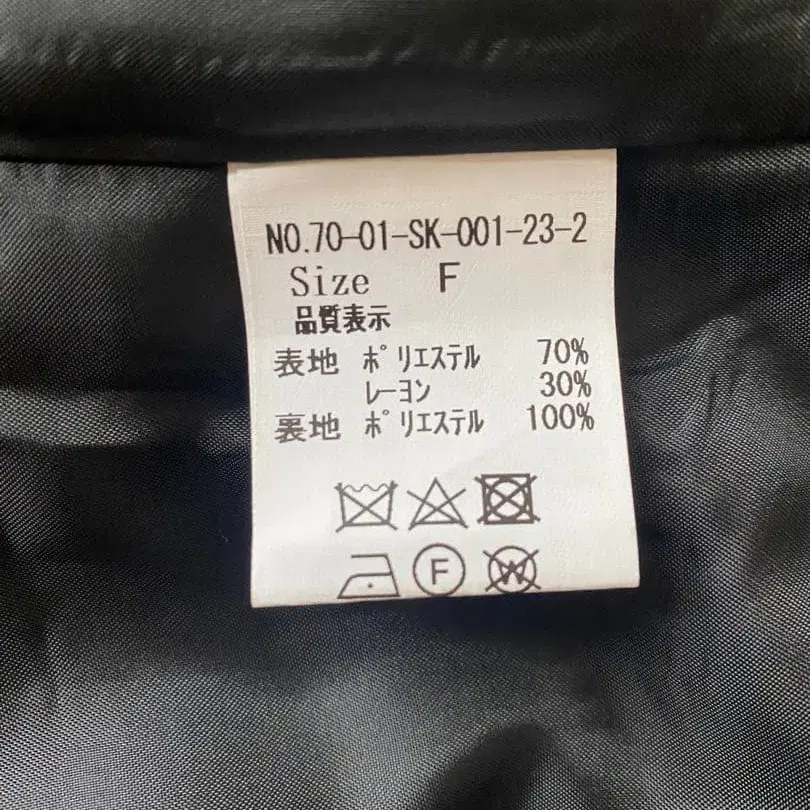 NO.70-01-SK-001-23-2
Size F
品質表示
表地 ﾎﾟﾘｴｽﾃﾙ 70%
ﾚｰﾖﾝ 30%
裏地 ﾎﾟﾘｴｽﾃﾙ 100%
F W